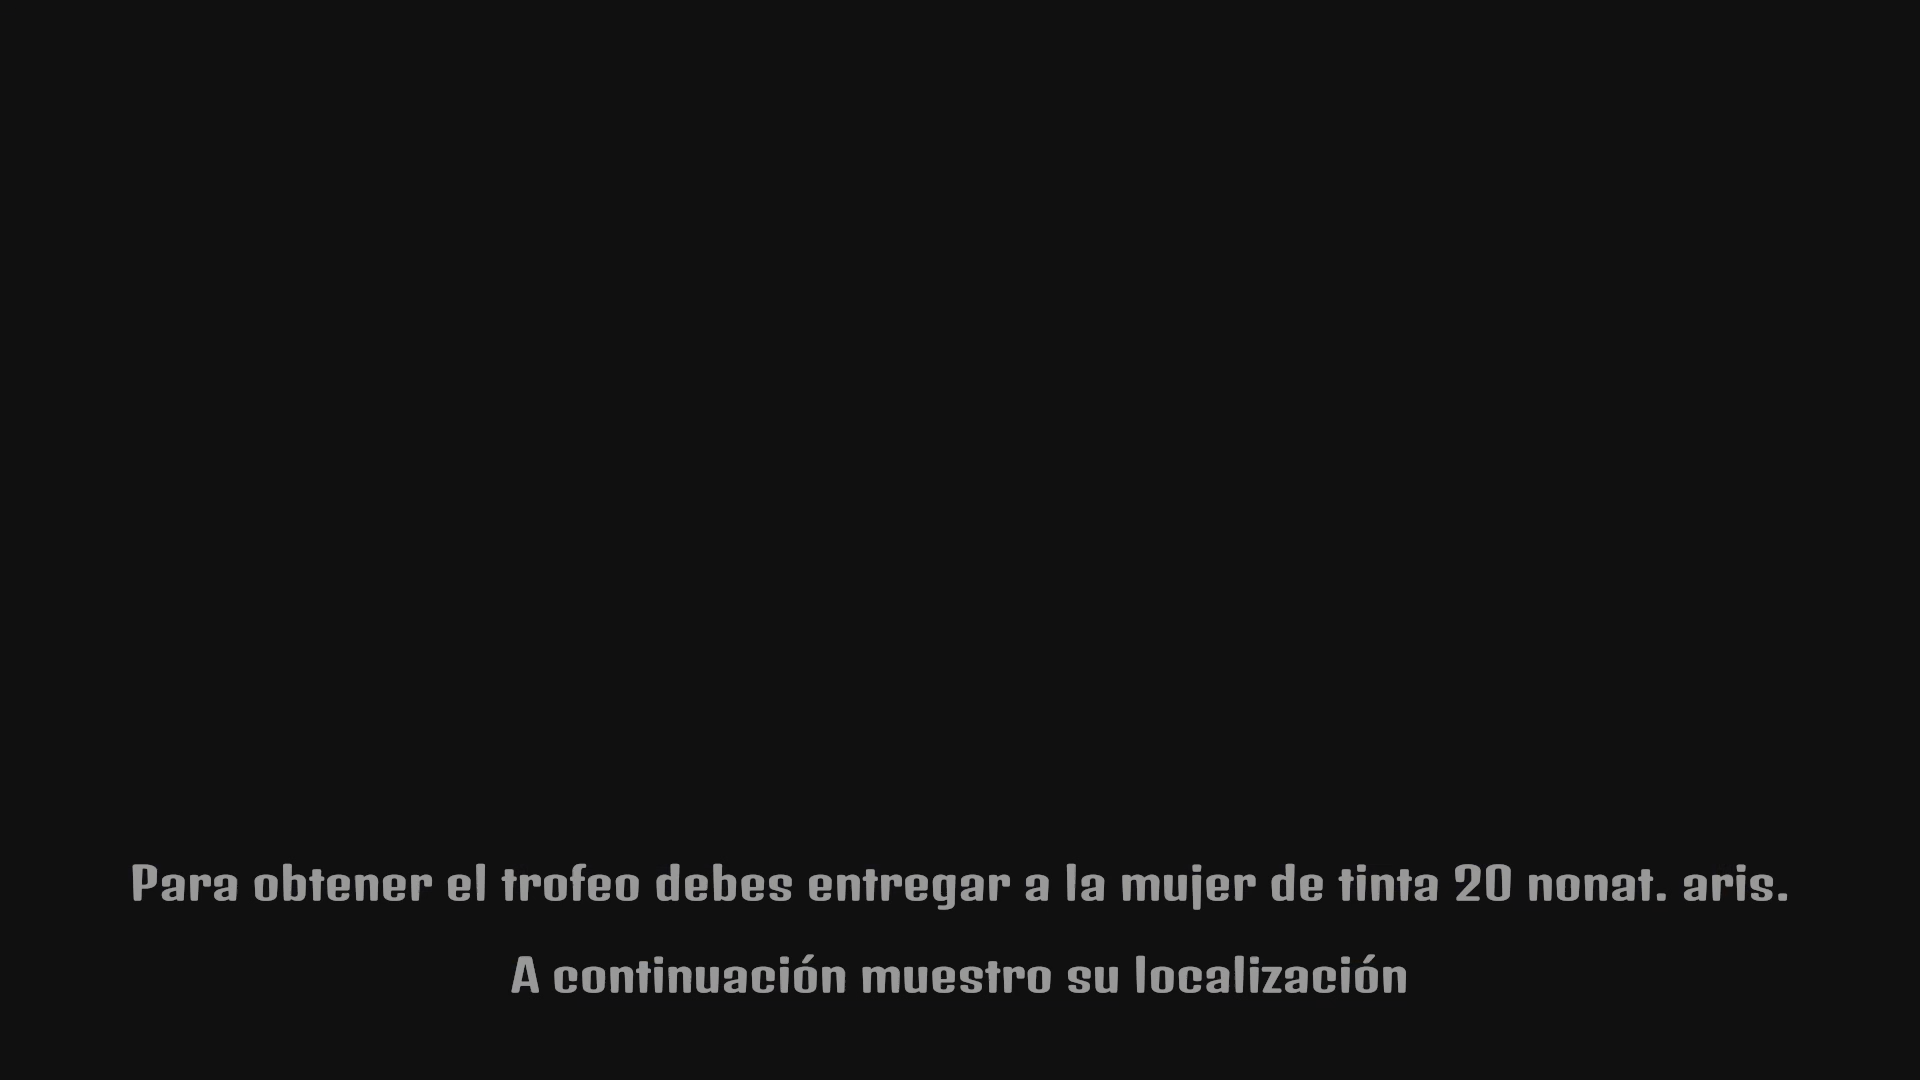 Para obtener el trofeo debes entregar a la mujer de tinta 20 nonat. aris.
A continuación muestro su localización